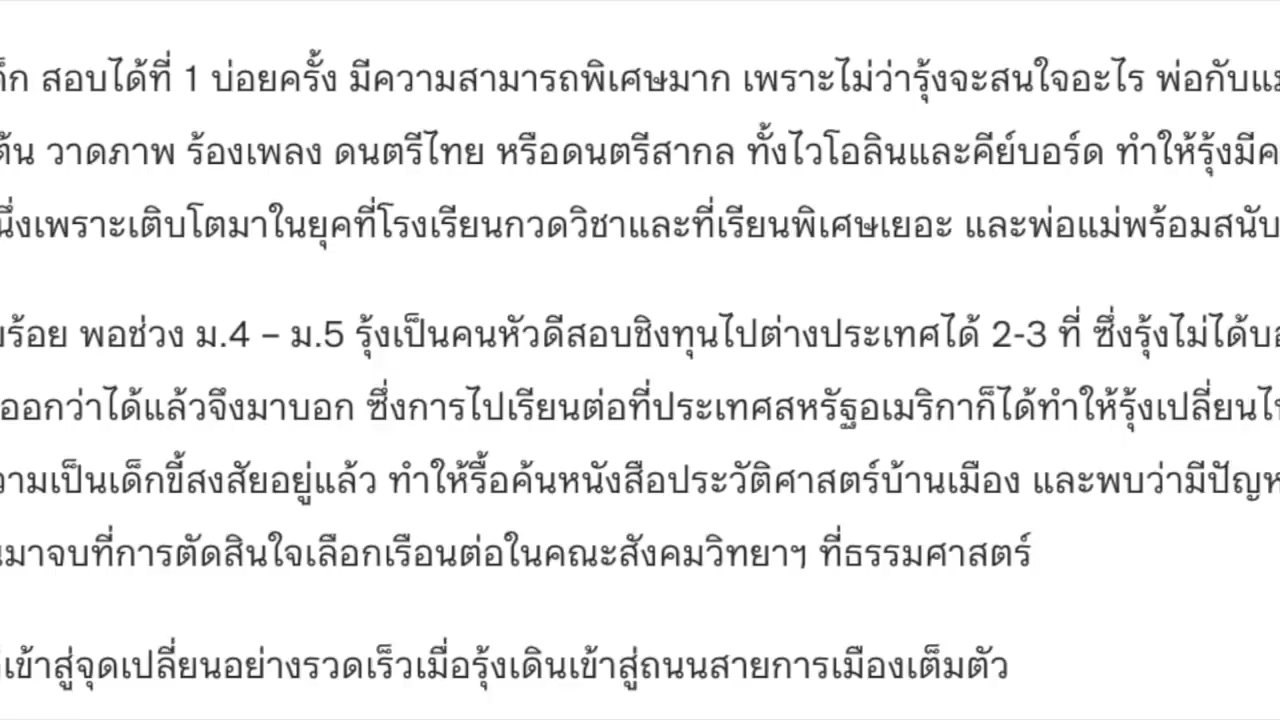 สอบได้ที่ 1 บ่อยครั้ง มีความสามารถพิเศษมาก เพราะไม่ว่ารุ้งจะสนใจอะไร พ่อกับ
วาดภาพ ร้องเพลง ดนตรีไทย หรือดนตรีสากล ทั้งไวโอลินและคีย์บอร์ด ทำให้รุ้งมี
เพราะเติบโตมาในยุคที่โรงเรียนกวดวิชาและที่เรียนพิเศษเยอะ และพ่อแม่พร้อม
ร้อย พอช่วง ม.4 – ม.5 รุ้งเป็นคนหัวดีสอบชิงทุนไปต่างประเทศได้ 2-3 ที่ ซึ่งรุ้งไม่ได้
ออกว่าได้แล้วจึงมาบอก ซึ่งการไปเรียนต่อที่ประเทศสหรัฐอเมริกาก็ได้ทำให้รุ้งเปลี่ยน
เป็นเด็กขี้สงสัยอยู่แล้ว ทำให้รื้อค้นหนังสือประวัติศาสตร์บ้านเมือง และพบว่ามี
มาจบที่การตัดสินใจเลือกเรือนต่อในคณะสังคมวิทยาฯ ที่ธรรมศาสตร์
เข้าสู่จุดเปลี่ยนอย่างรวดเร็วเมื่อรุ้งเดินเข้าสู่ถนนสายการเมืองเต็มตัว